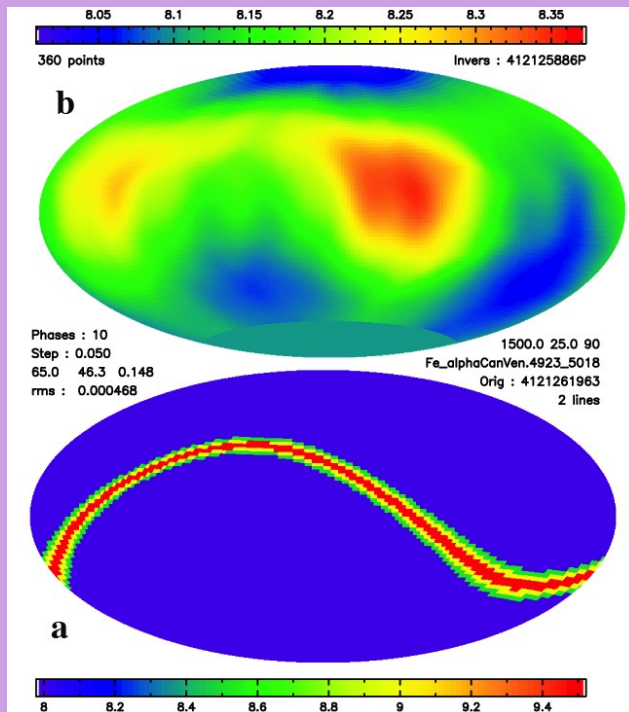 8.05 8.1 8.15 8.2 8.25 8.3 8.35
360 points Invers : 412125886P
b
Phases : 10
Step : 0.050
65.0 46.3 0.148
rms : 0.000468
1500.0 25.0 90
Fe_alphaCanVen.4923_5018
Orig : 4121261963
2 lines
a
8 8.2 8.4 8.6 8.8 9 9.2 9.4